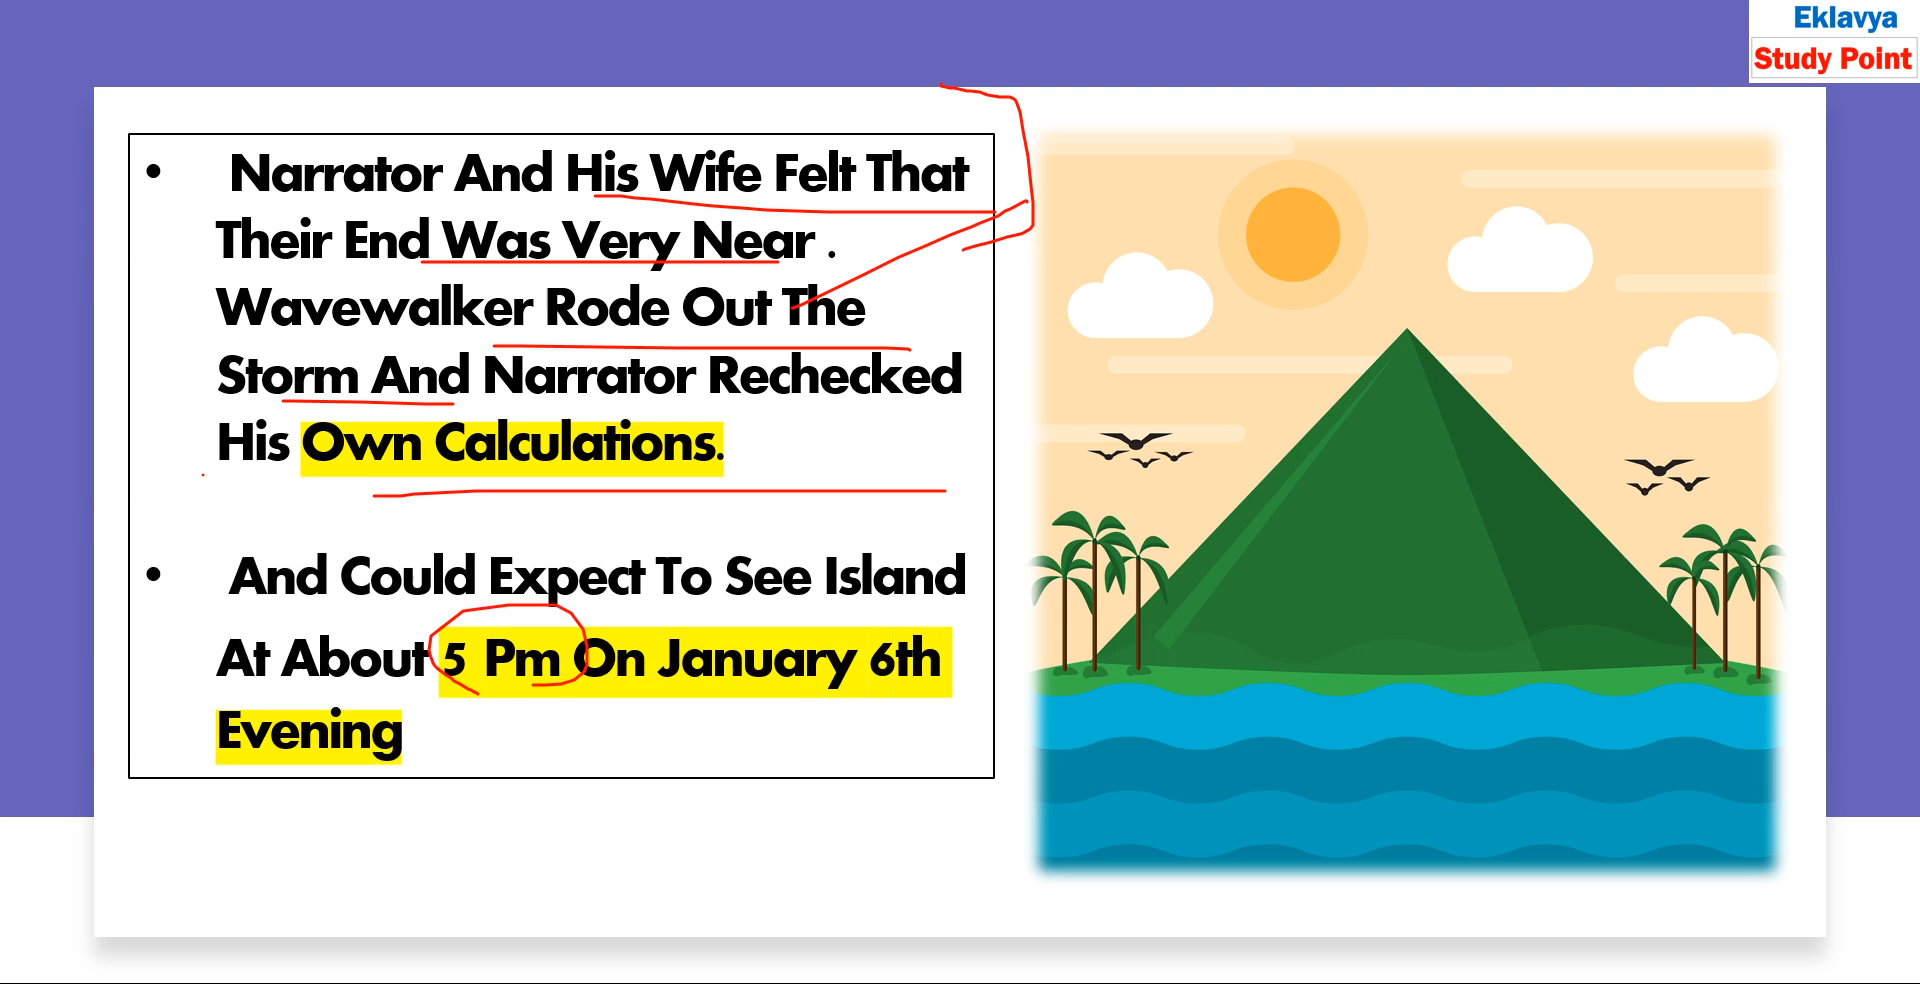 Eklavya
Study Point
• Narrator And His Wife Felt That
Their End Was Very Near .
Wavewalker Rode Out The
Storm And Narrator Rechecked
His Own Calculations.
• And Could Expect To See Island
At About 5 Pm On January 6th
Evening